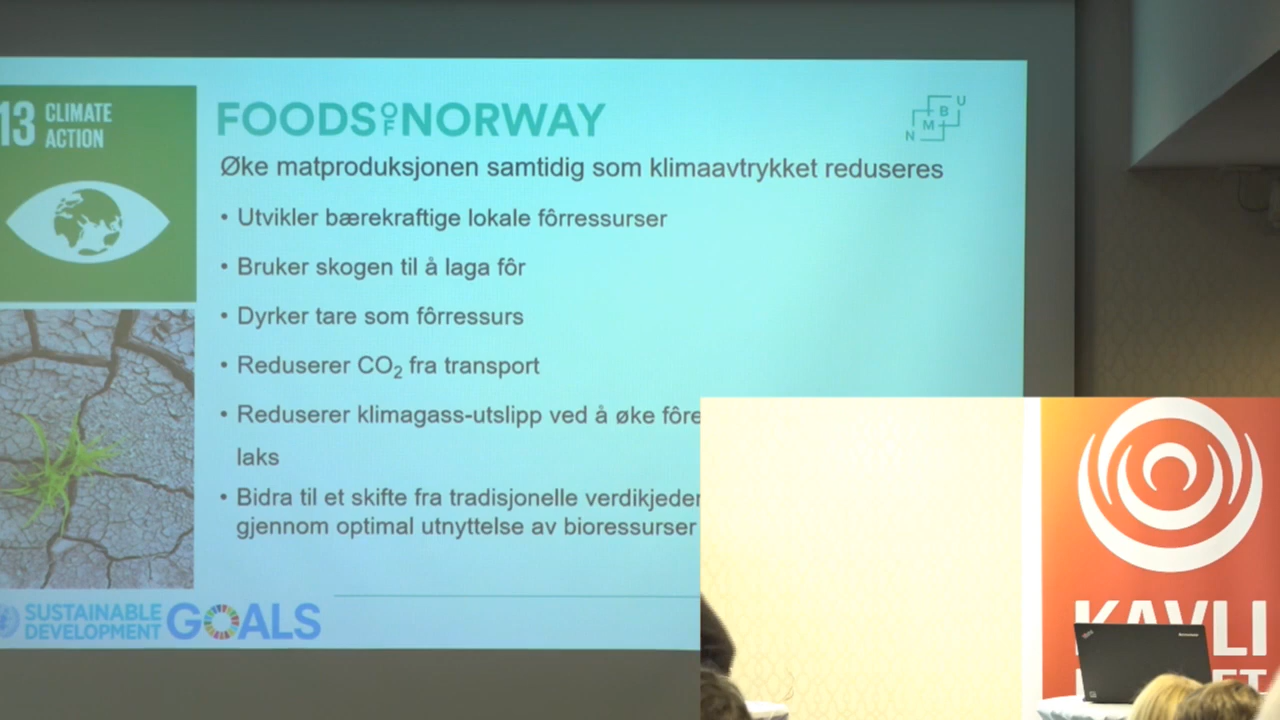 13 CLIMATE
ACTION
FOODS OF NORWAY
N M B U
Øke matproduksjonen samtidig som klimaavtrykket reduseres
• Utvikler bærekraftige lokale fôrressurser
• Bruker skogen til å laga fôr
• Dyrker tare som fôrressurs
• Reduserer CO₂ fra transport
• Reduserer klimagass-utslipp ved å øke
laks
• Bidra til et skifte fra tradisjonelle verdikjeder
gjennom optimal utnyttelse av bioressurser
SUSTAINABLE
DEVELOPMENT
GOALS
KAVLI